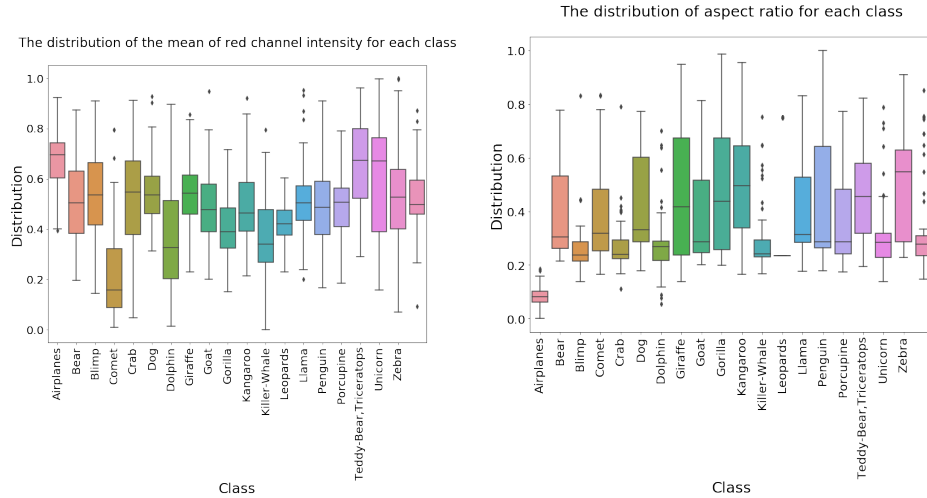 The distribution of the mean of red channel intensity for each class
Distribution
1.0
0.8
0.6
0.4
0.2
0.0
Airplanes
Bear
Blimp
Comet
Crab
Dog
Dolphin
Giraffe
Goat
Gorilla
Kangaroo
Killer-Whale
Leopards
Llama
Penguin
Porcupine
Teddy-Bear,Triceratops
Unicorn
Zebra
Class
The distribution of aspect ratio for each class
Distribution
1.0
0.8
0.6
0.4
0.2
0.0
Airplanes
Bear
Blimp
Comet
Crab
Dog
Dolphin
Giraffe
Goat
Gorilla
Kangaroo
Killer-Whale
Leopards
Llama
Penguin
Porcupine
Teddy-Bear,Triceratops
Unicorn
Zebra
Class